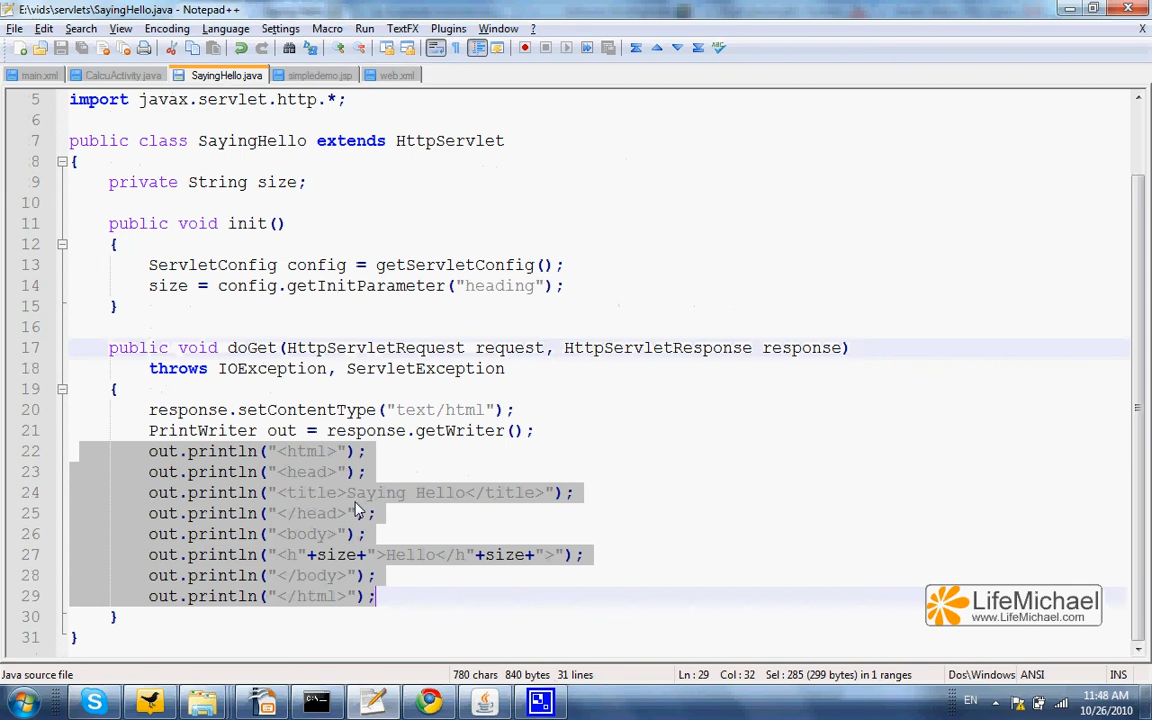 E:\vids\servlets\SayingHello.java - Notepad++
File Edit Search View Encoding Language Settings Macro Run TextFX Plugins Window ? X
main.xml CalcuActivity.java SayingHello.java simpledemo.jsp web.xml
5 import javax.servlet.http.*;
6
7 public class SayingHello extends HttpServlet
8 {
9 private String size;
10
11 public void init()
12 {
13 ServletConfig config = getServletConfig();
14 size = config.getInitParameter("heading");
15 }
16
17 public void doGet(HttpServletRequest request, HttpServletResponse response)
18 throws IOException, ServletException
19 {
20 response.setContentType("text/html");
21 PrintWriter out = response.getWriter();
22 out.println("<html>");
23 out.println("<head>");
24 out.println("<title>Saying Hello</title>");
25 out.println("</head>");
26 out.println("<body>");
27 out.println("<h"+size+">Hello</h"+size+">");
28 out.println("</body>");
29 out.println("</html>");
30 }
31 }
LifeMichael
www.LifeMichael.com
Java source file 780 chars 840 bytes 31 lines Ln : 29 Col : 32 Sel : 285 (299 bytes) in 1 ranges Dos\Windows ANSI INS
EN 11:48 AM
10/26/2010